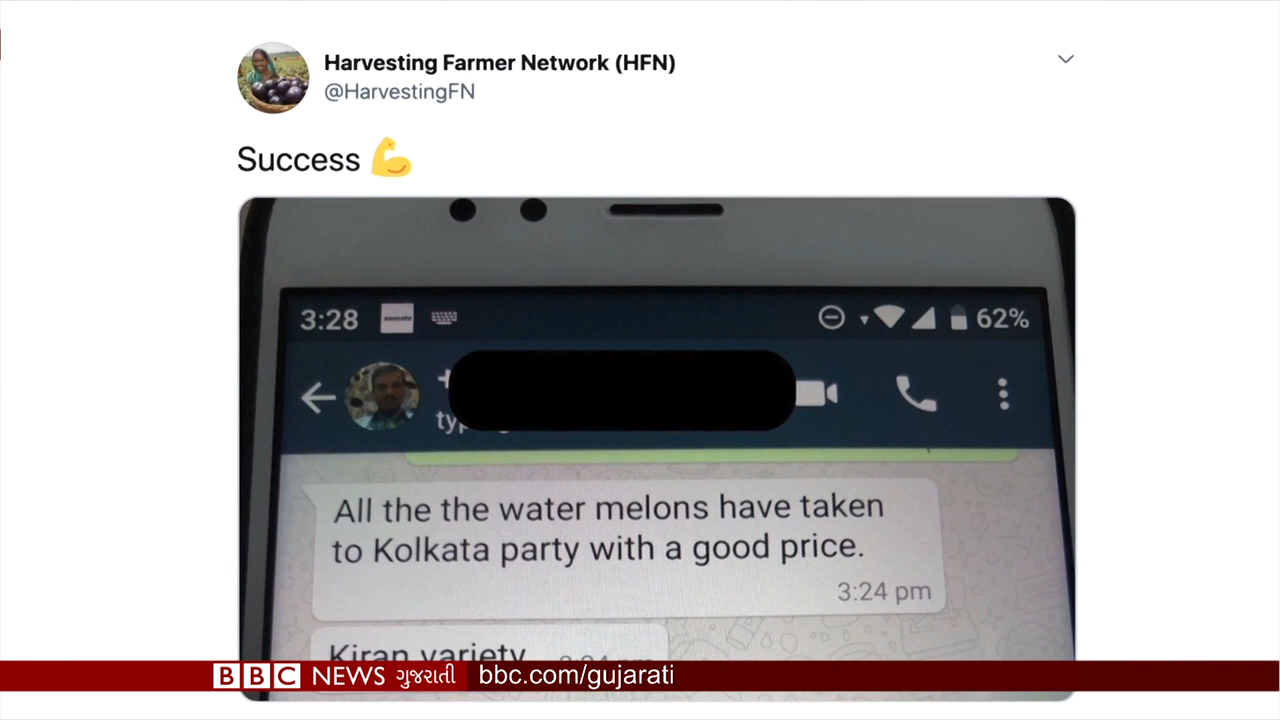 Harvesting Farmer Network (HFN)
@HarvestingFN
Success 💪
3:28
zomato
62%
All the the water melons have taken
to Kolkata party with a good price.
3:24 pm
Kiran variety
BBC NEWS ગુજરાતી bbc.com/gujarati